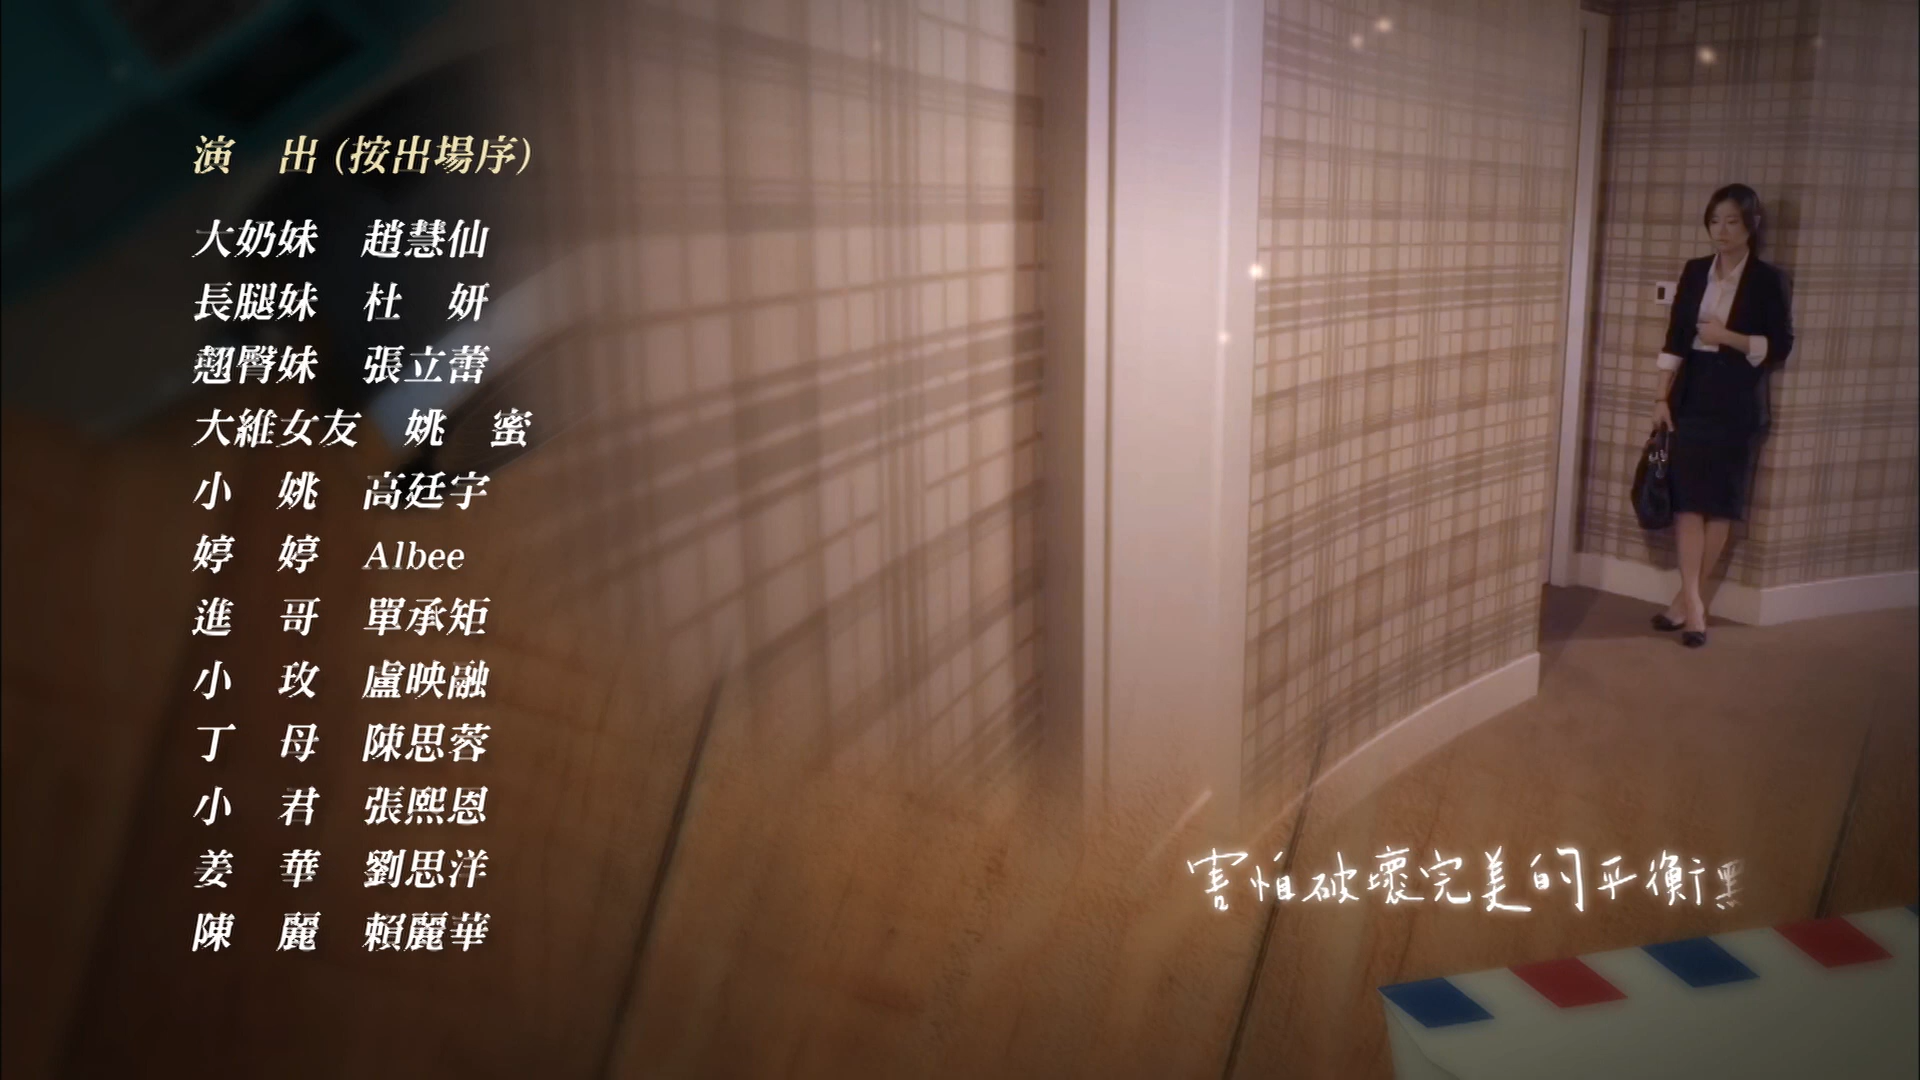 演　出 (按出場序)
大奶妹　趙慧仙
長腿妹　杜　妍
翹臀妹　張立蕾
大維女友　姚　蜜
小　姚　高廷宇
婷　婷　Albee
進　哥　單承矩
小　玫　盧映融
丁　母　陳思蓉
小　君　張熙恩
姜　華　劉思洋
陳　麗　賴麗華
害怕破壞完美的平衡